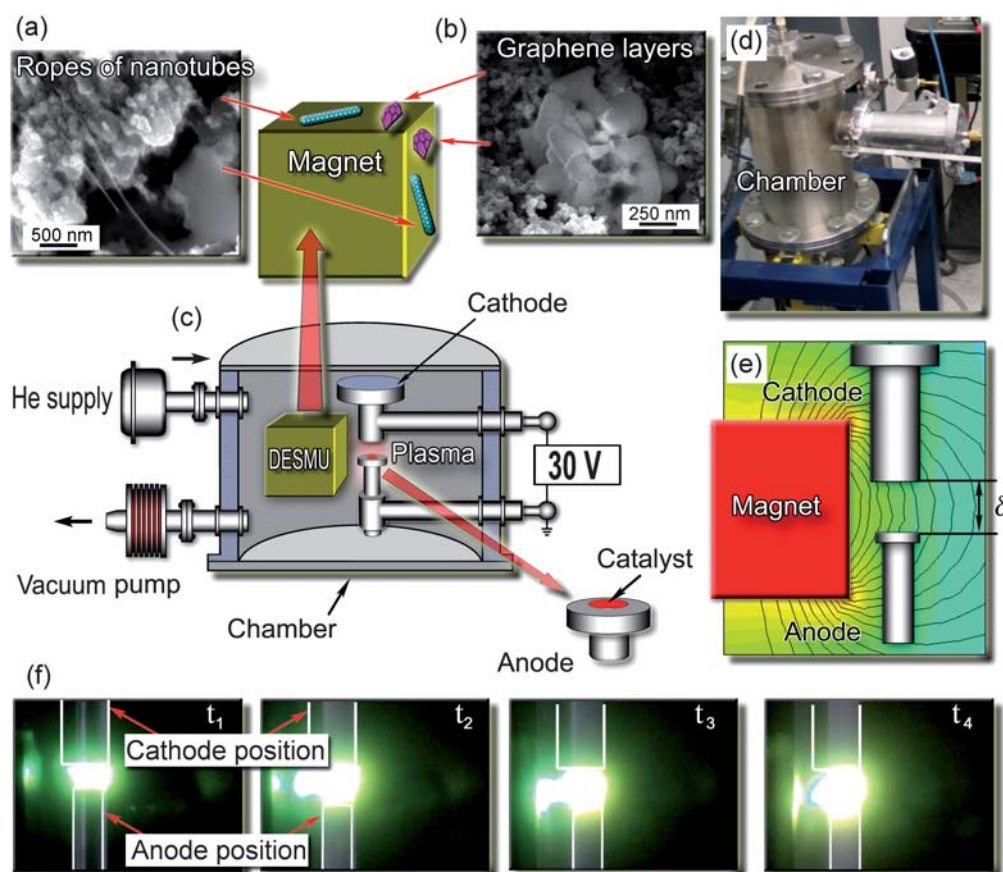 (a)
Ropes of nanotubes
500 nm
(b)
Graphene layers
250 nm
Magnet
(c)
Cathode
He supply
DESMU
Plasma
30 V
Vacuum pump
Chamber
Catalyst
Anode
(d)
Chamber
(e)
Cathode
Magnet
δ
Anode
(f)
t1
t2
t3
t4
Cathode position
Anode position